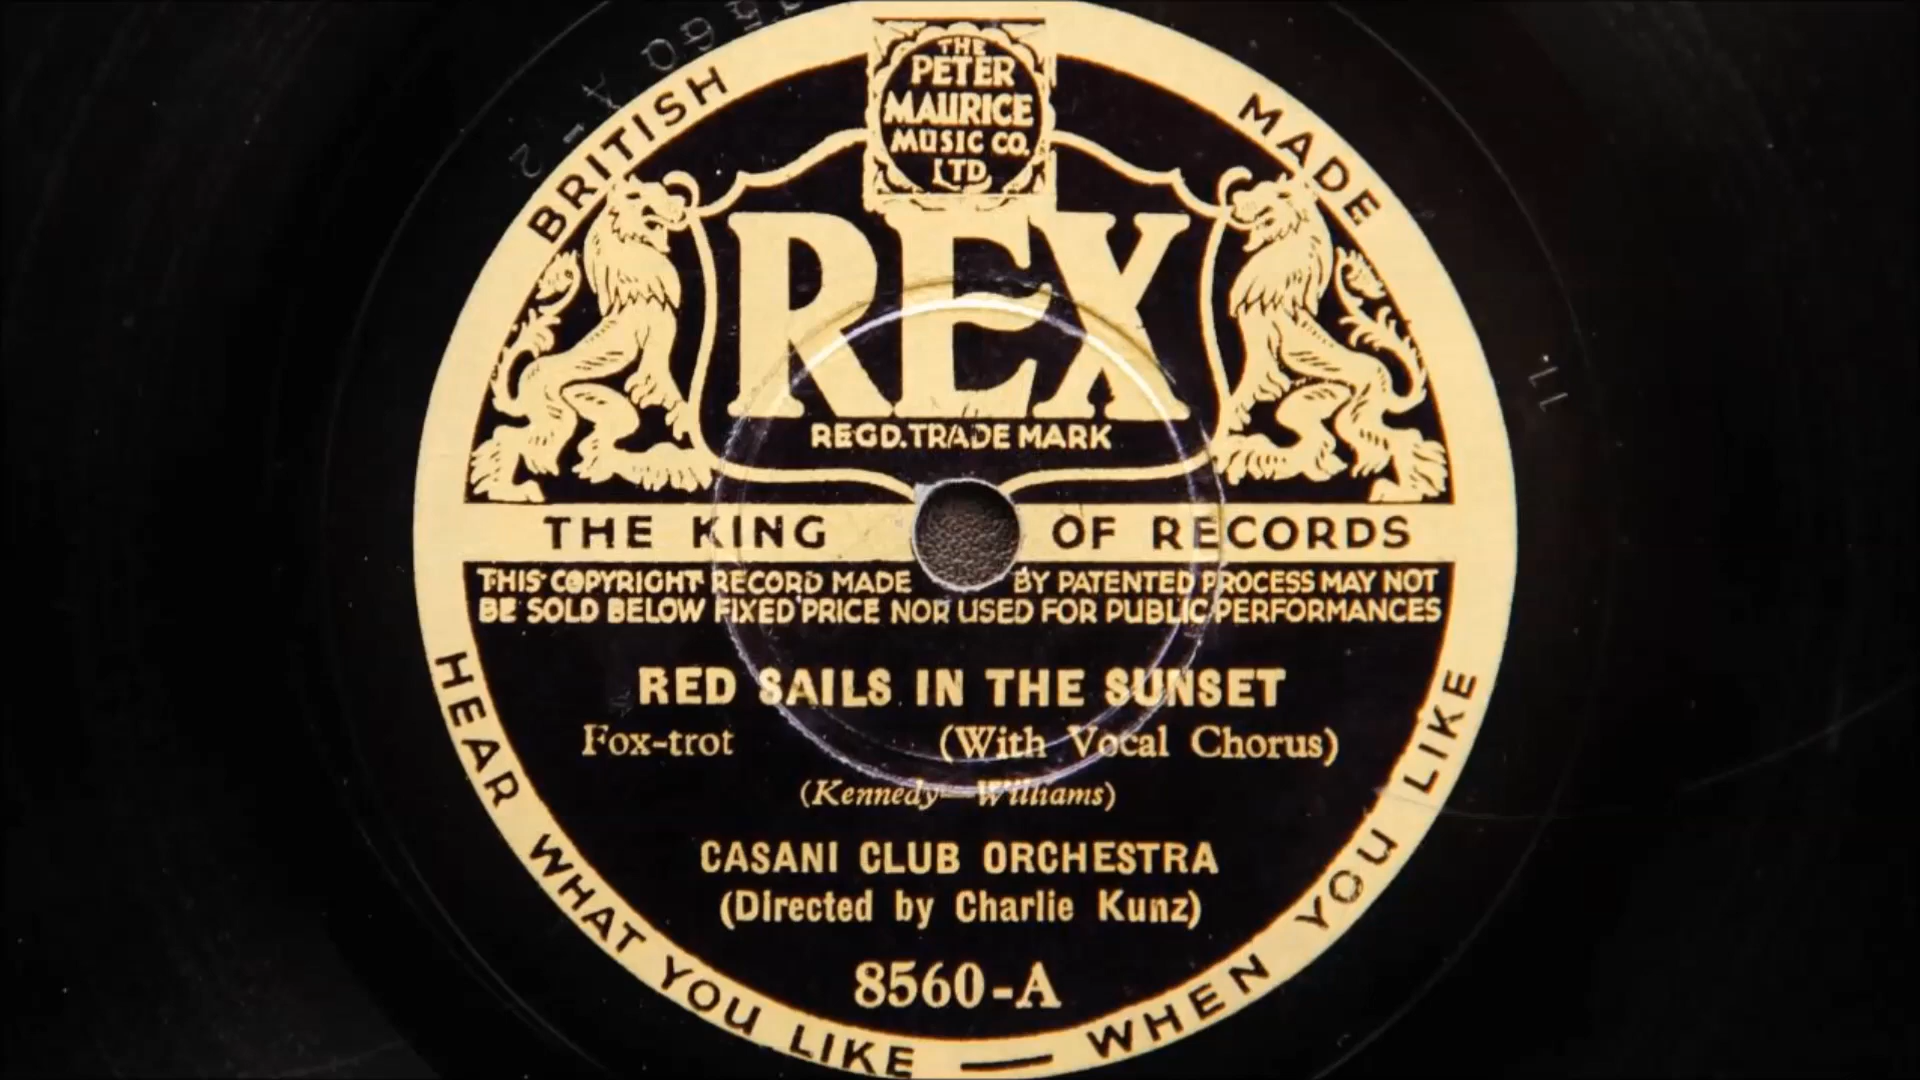 THE
PETER
MAURICE
MUSIC CO.
LTD
BRITISH MADE
REX
REGD. TRADE MARK
THE KING OF RECORDS
THIS COPYRIGHT RECORD MADE BY PATENTED PROCESS MAY NOT
BE SOLD BELOW FIXED PRICE NOR USED FOR PUBLIC PERFORMANCES
RED SAILS IN THE SUNSET
Fox-trot (With Vocal Chorus)
(Kennedy—Williams)
CASANI CLUB ORCHESTRA
(Directed by Charlie Kunz)
8560-A
HEAR WHAT YOU LIKE — WHEN YOU LIKE